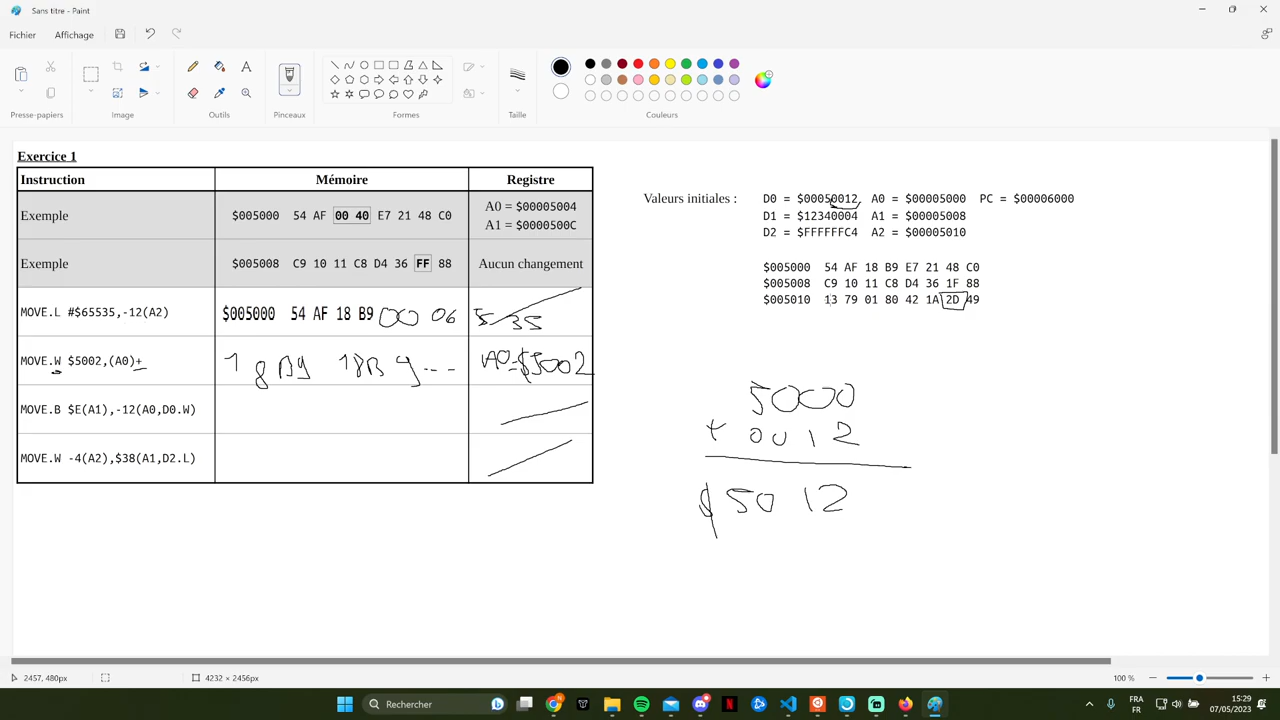 Sans titre - Paint
Fichier Affichage
Presse-papiers Image Outils Pinceaux Formes Taille Couleurs
Exercice 1
Instruction Mémoire Registre
Exemple $005000 54 AF 00 40 E7 21 48 C0 A0 = $00005004
A1 = $0000500C
Exemple $005008 C9 10 11 C8 D4 36 FF 88 Aucun changement
MOVE.L #$65535,-12(A2) $005000 54 AF 18 B9 00 06 5 35
MOVE.W $5002,(A0)+ 18B9 18B9 --- A0=$5002
MOVE.B $E(A1),-12(A0,D0.W)
MOVE.W -4(A2),$38(A1,D2.L)
Valeurs initiales : D0 = $00050012 A0 = $00005000 PC = $00006000
D1 = $12340004 A1 = $00005008
D2 = $FFFFFFC4 A2 = $00005010
$005000 54 AF 18 B9 E7 21 48 C0
$005008 C9 10 11 C8 D4 36 1F 88
$005010 13 79 01 80 42 1A 2D 49
5000
+ 0012
$5012
2457, 480px 4232 × 2456px 100 %
Rechercher FRA
FR 15:29
07/05/2023